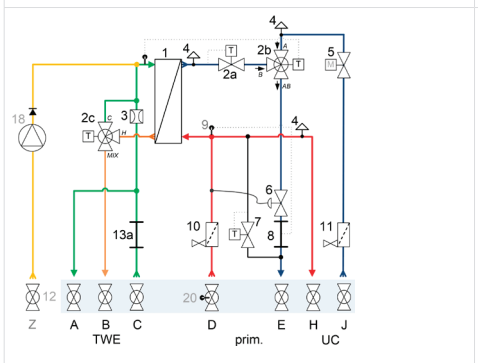 4
1
4
2b
A
5
T
T
M
2a
B
AB
18
2c
C
3
T
H
MIX
9
4
6
10
7
T
8
11
13a
12
20
Z A B C D E H J
TWE prim. UC